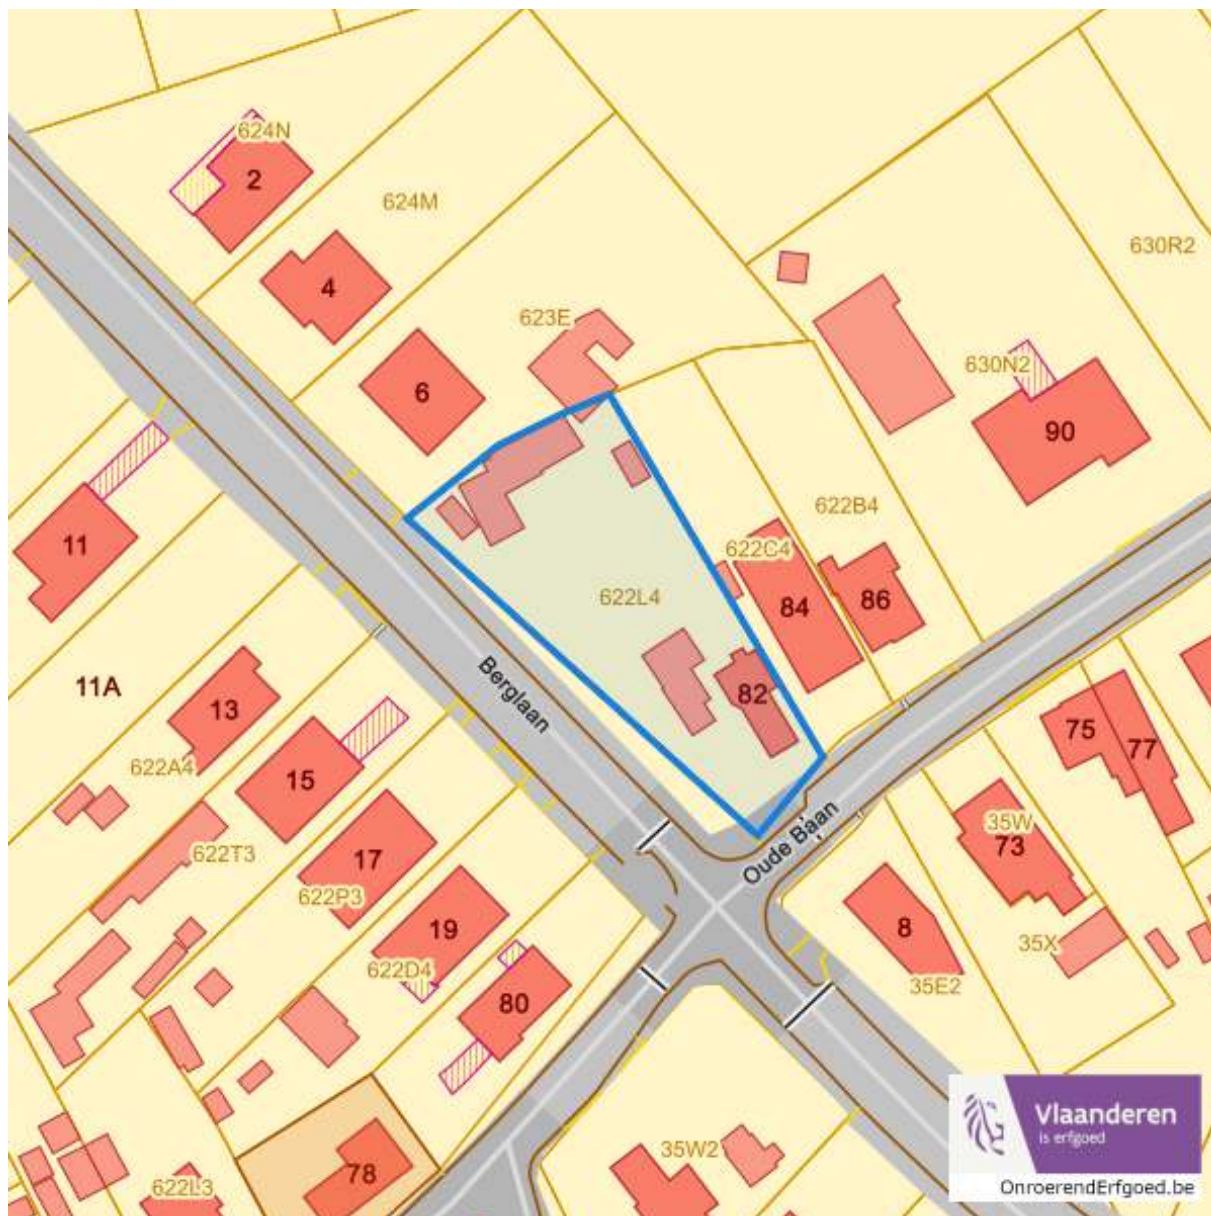 624N
2
624M
630R2
4
623E
630N2
6
90
622B4
11
622C4
622L4
84
86
11A
Berglaan
82
13
75
77
622A4
15
35W
73
Oude Baan
622T3
17
622P3
8
19
35X
622D4
35E2
80
Vlaanderen
is erfgoed
35W2
78
622L3
OnroerendErfgoed.be